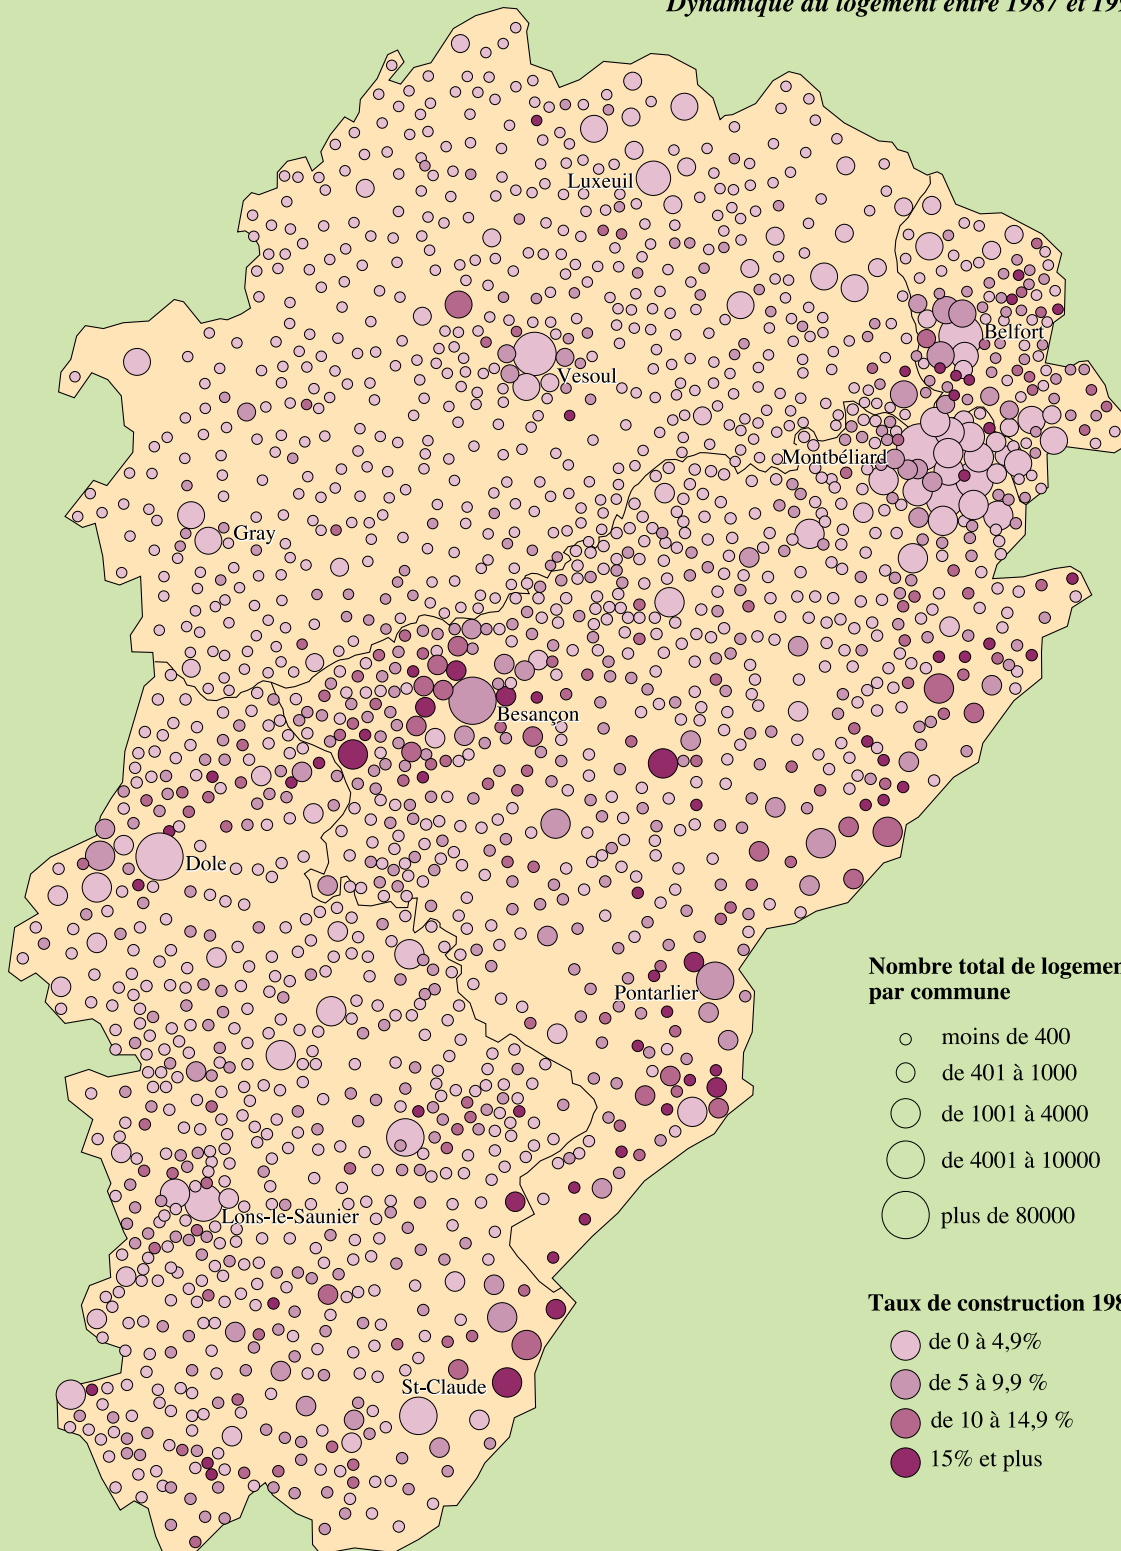 Dynamique du logement entre 1987 et 199
Luxeuil
Belfort
Vesoul
Montbéliard
Gray
Besançon
Dole
Pontarlier
Lons-le-Saunier
St-Claude
Nombre total de logemen
par commune
moins de 400
de 401 à 1000
de 1001 à 4000
de 4001 à 10000
plus de 80000
Taux de construction 198
de 0 à 4,9%
de 5 à 9,9 %
de 10 à 14,9 %
15% et plus